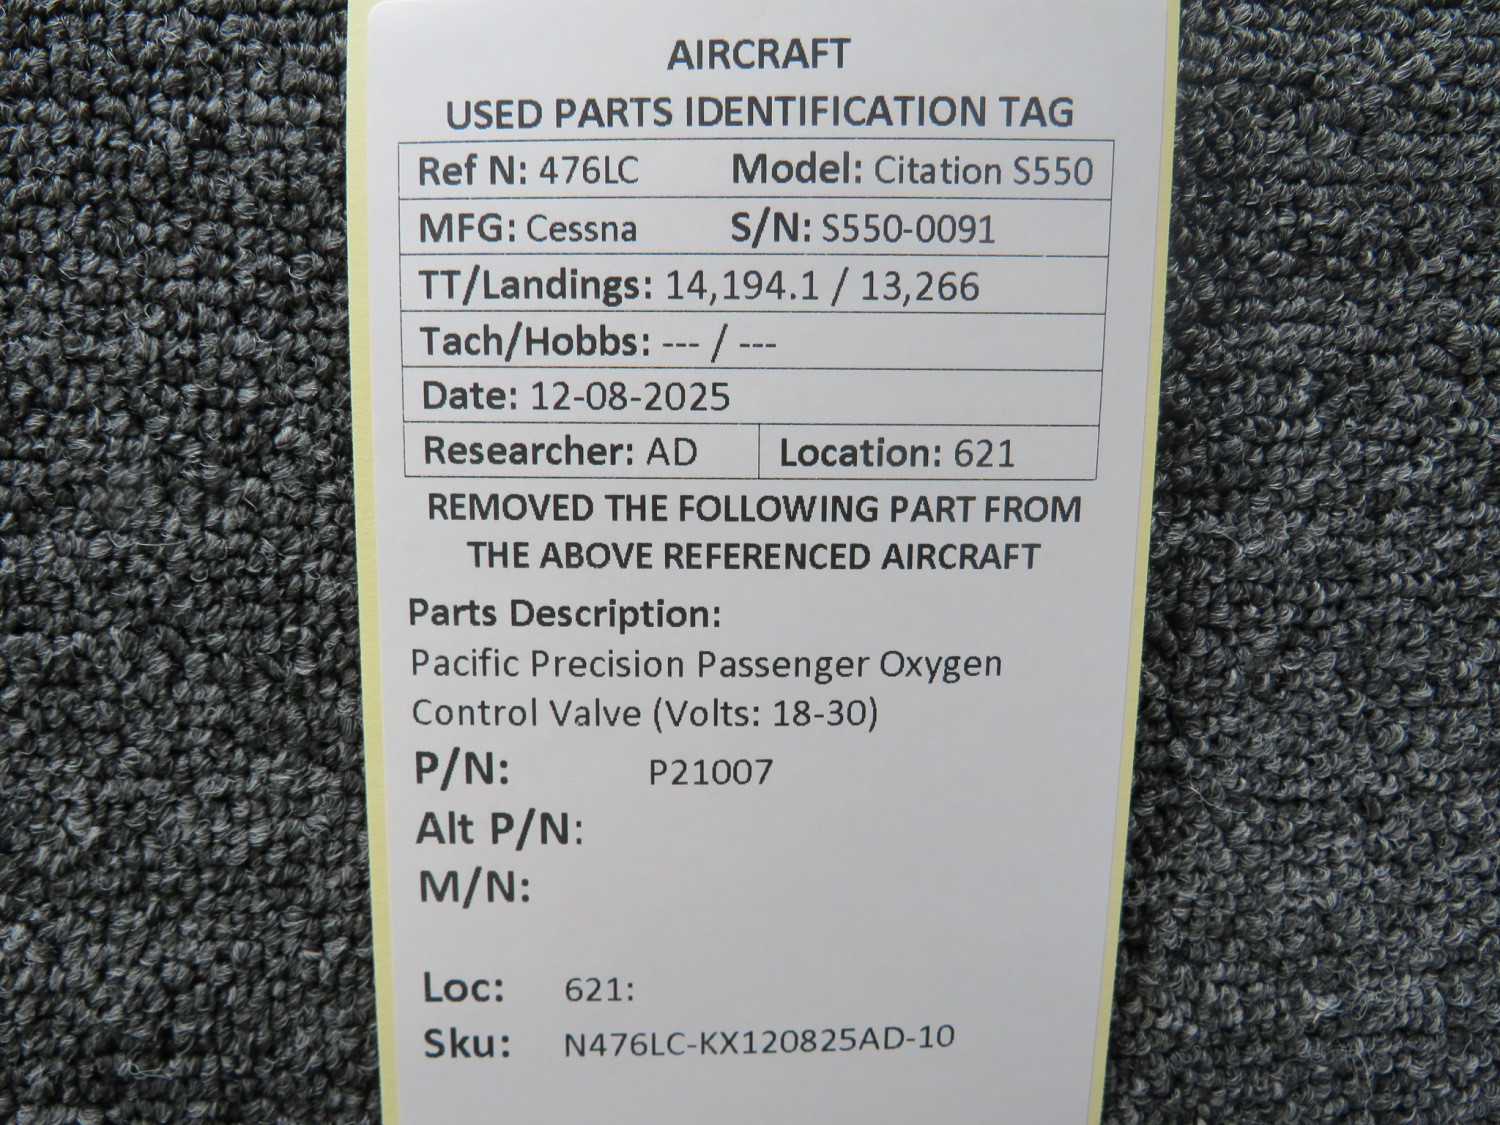 AIRCRAFT
USED PARTS IDENTIFICATION TAG
Ref N: 476LC Model: Citation S550
MFG: Cessna S/N: S550-0091
TT/Landings: 14,194.1 / 13,266
Tach/Hobbs: --- / ---
Date: 12-08-2025
Researcher: AD Location: 621
REMOVED THE FOLLOWING PART FROM
THE ABOVE REFERENCED AIRCRAFT
Parts Description:
Pacific Precision Passenger Oxygen
Control Valve (Volts: 18-30)
P/N: P21007
Alt P/N:
M/N:
Loc: 621:
Sku: N476LC-KX120825AD-10